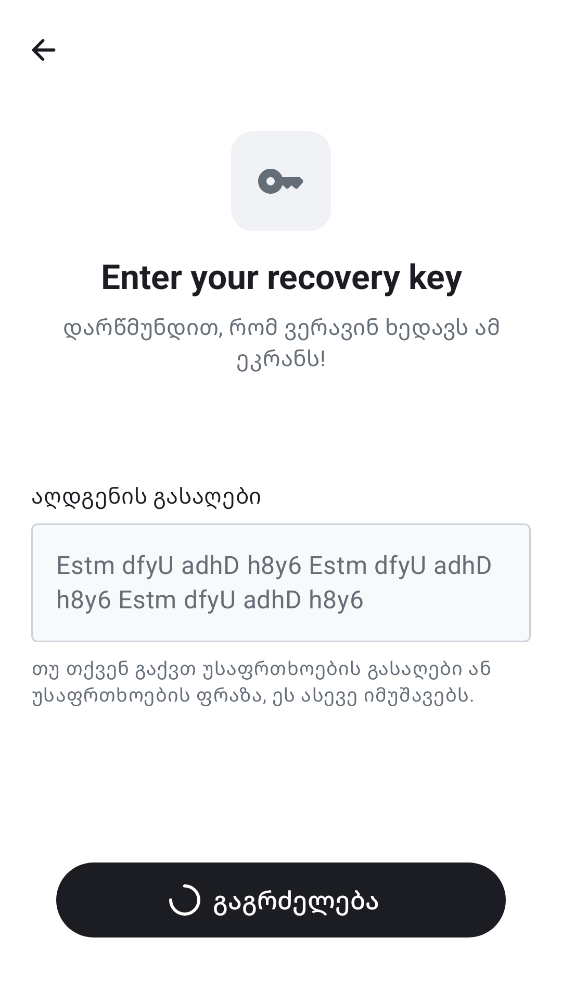 Enter your recovery key
დარწმუნდით, რომ ვერავინ ხედავს ამ
ეკრანს!
აღდგენის გასაღები
Estm dfyU adhD h8y6 Estm dfyU adhD
h8y6 Estm dfyU adhD h8y6
თუ თქვენ გაქვთ უსაფრთხოების გასაღები ან
უსაფრთხოების ფრაზა, ეს ასევე იმუშავებს.
გაგრძელება